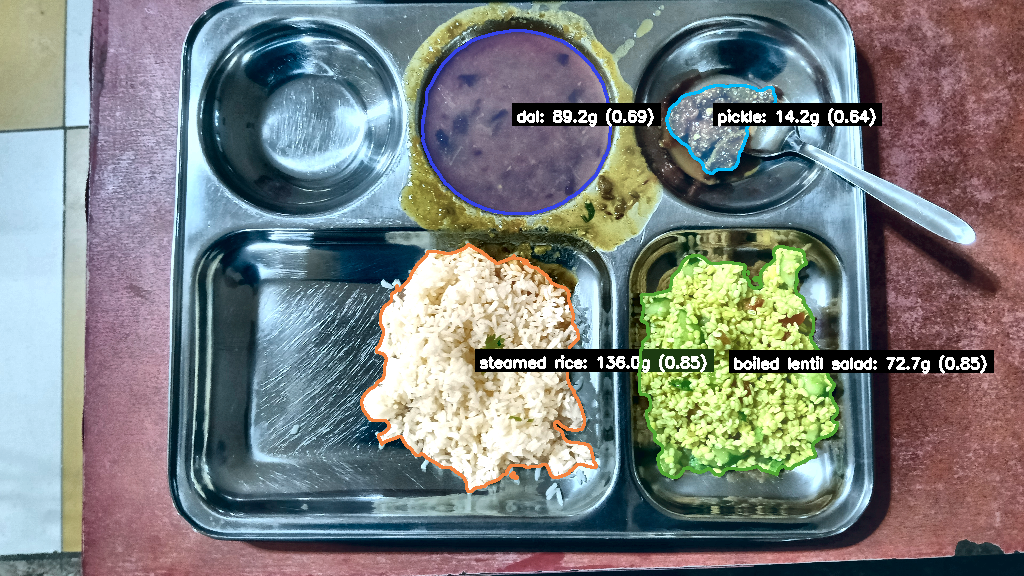 dal: 89.2g (0.69)
pickle: 14.2g (0.64)
steamed rice: 136.0g (0.85)
boiled lentil salad: 72.7g (0.85)